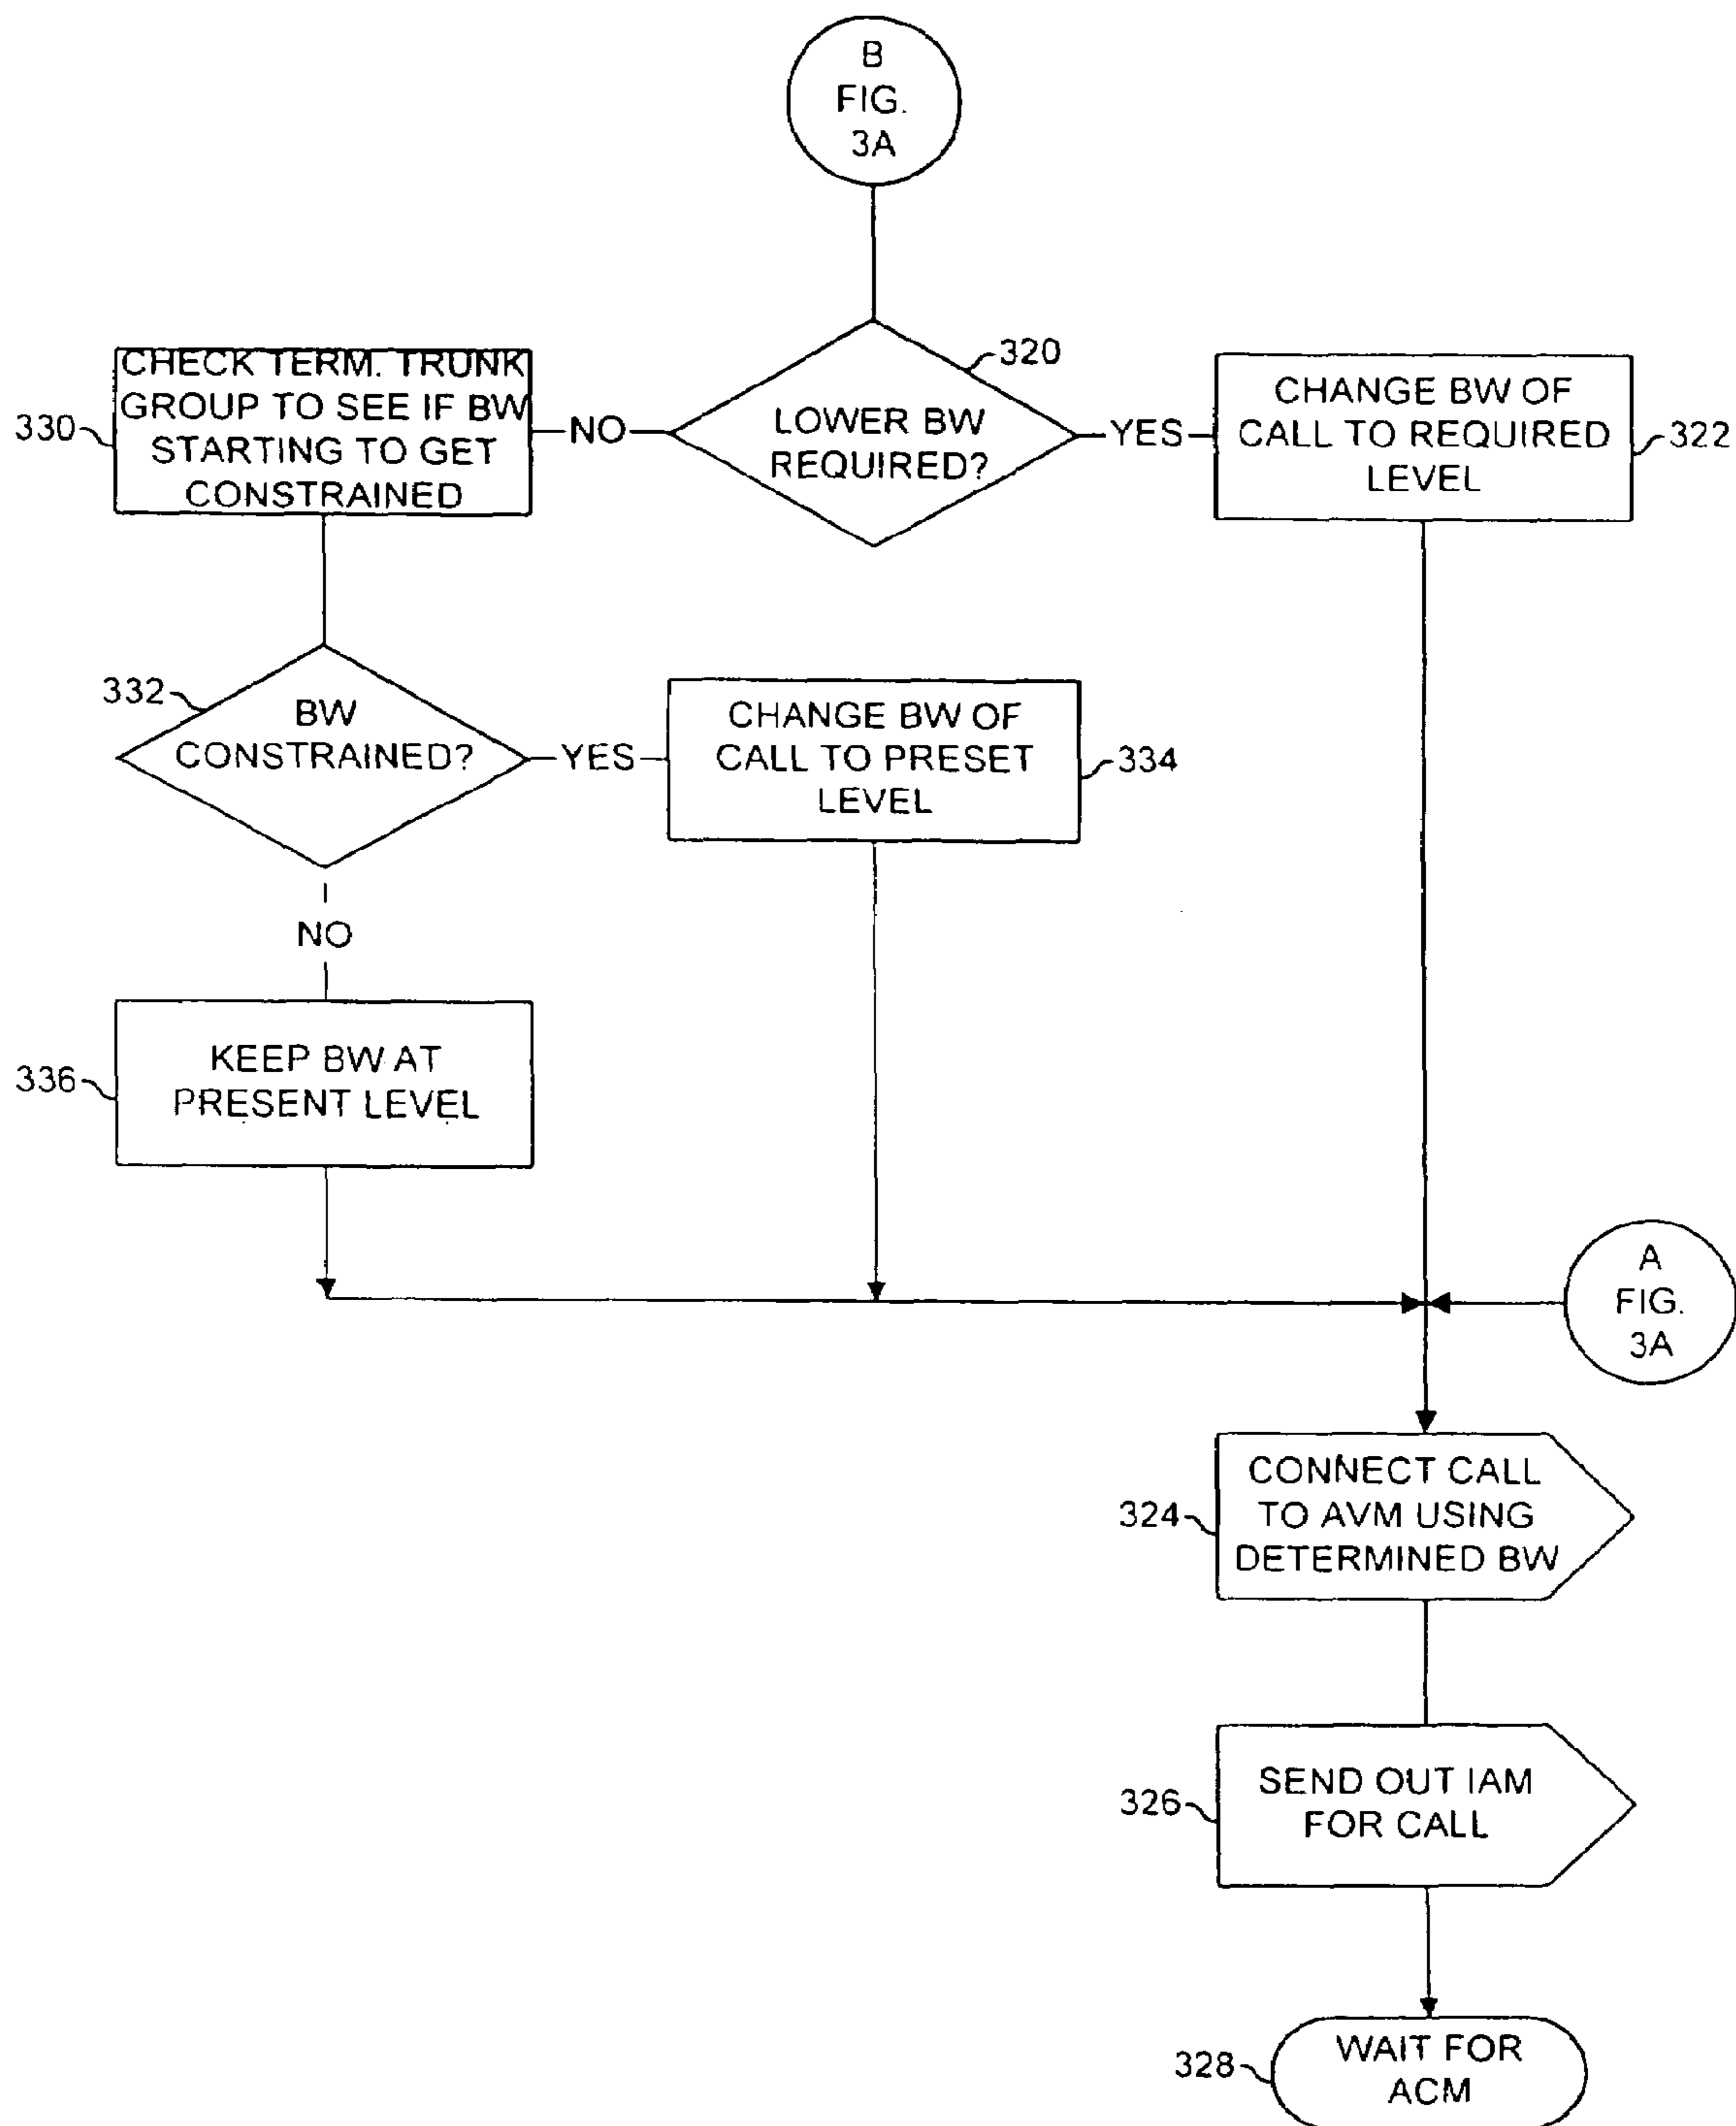 B
FIG.
3A
320
LOWER BW
REQUIRED?
NO
YES
CHECK TERM. TRUNK
GROUP TO SEE IF BW
STARTING TO GET
CONSTRAINED
330
CHANGE BW OF
CALL TO REQUIRED
LEVEL
322
332
BW
CONSTRAINED?
YES
CHANGE BW OF
CALL TO PRESET
LEVEL
334
NO
336
KEEP BW AT
PRESENT LEVEL
A
FIG.
3A
324
CONNECT CALL
TO AVM USING
DETERMINED BW
326
SEND OUT IAM
FOR CALL
328
WAIT FOR
ACM